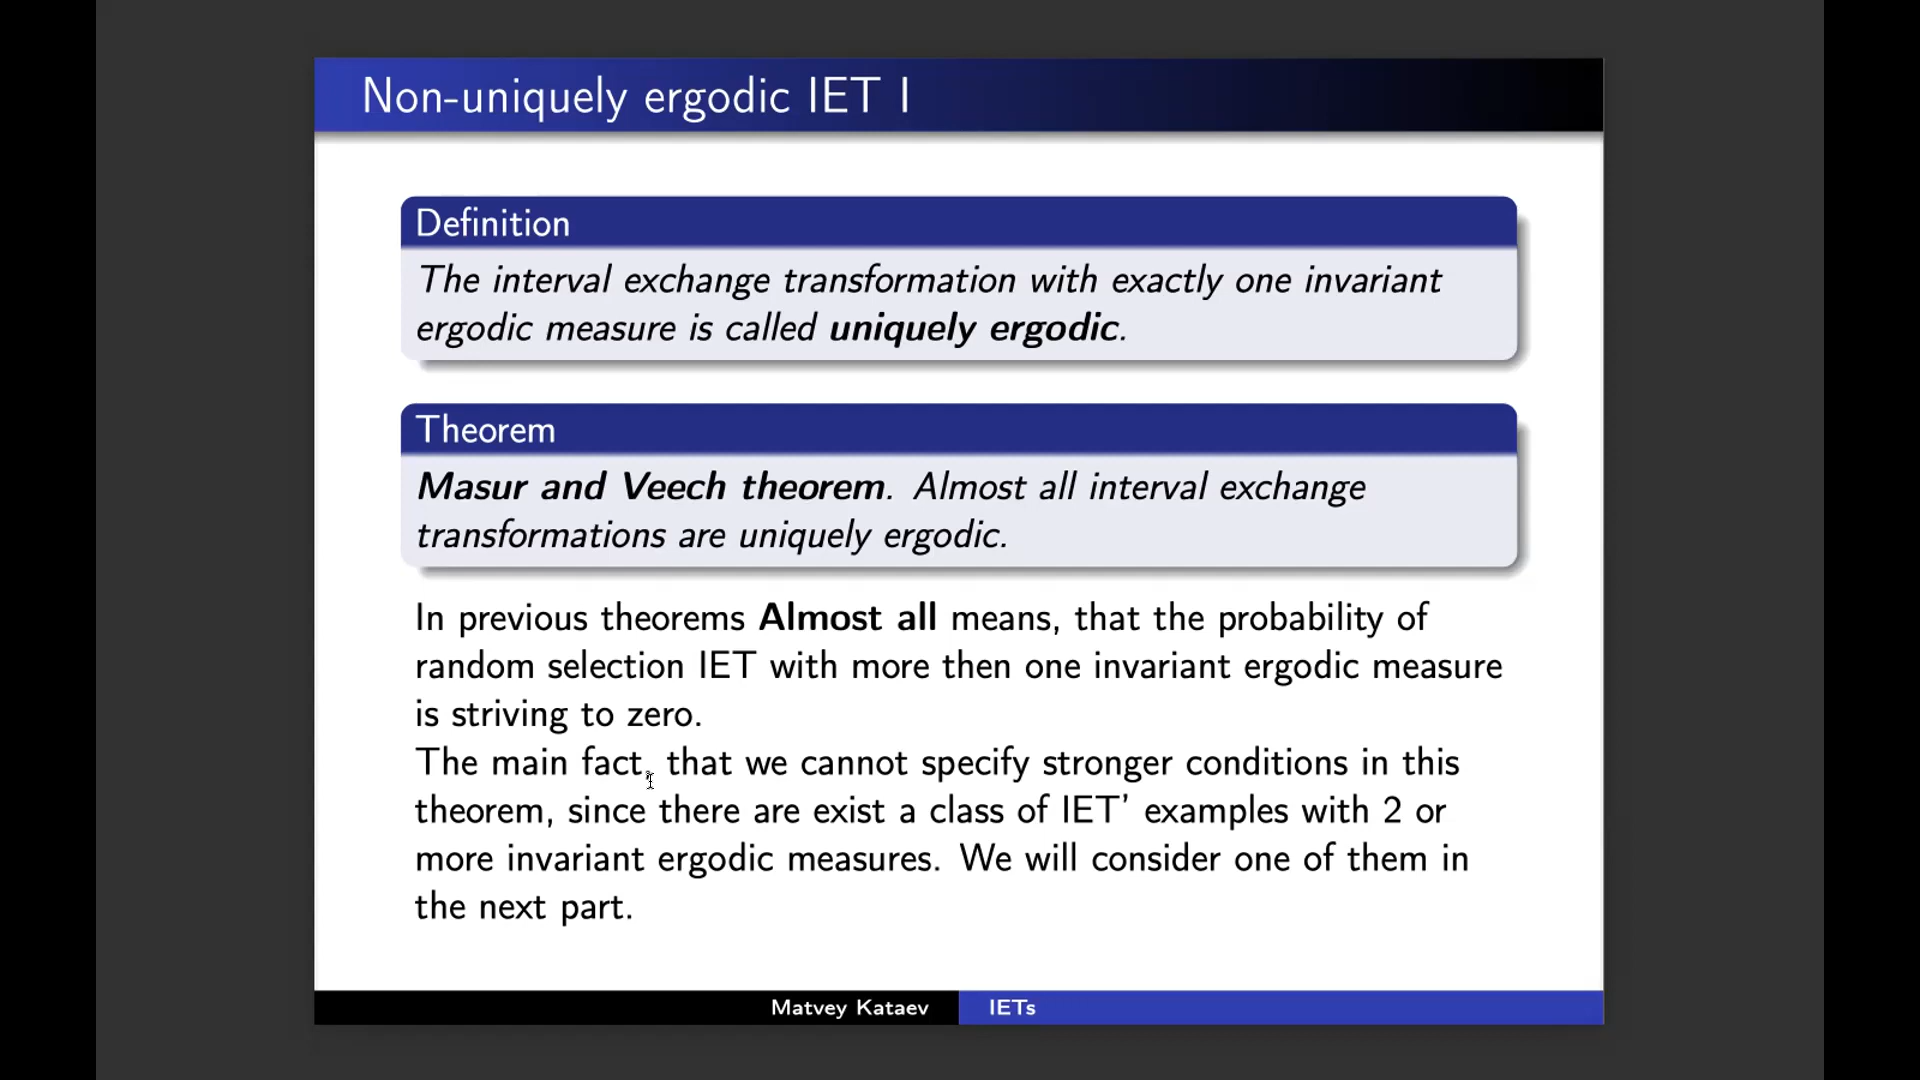 Non-uniquely ergodic IET I
Definition
The interval exchange transformation with exactly one invariant
ergodic measure is called uniquely ergodic.
Theorem
Masur and Veech theorem. Almost all interval exchange
transformations are uniquely ergodic.
In previous theorems Almost all means, that the probability of
random selection IET with more then one invariant ergodic measure
is striving to zero.
The main fact, that we cannot specify stronger conditions in this
theorem, since there are exist a class of IET’ examples with 2 or
more invariant ergodic measures. We will consider one of them in
the next part.
Matvey Kataev
IETs